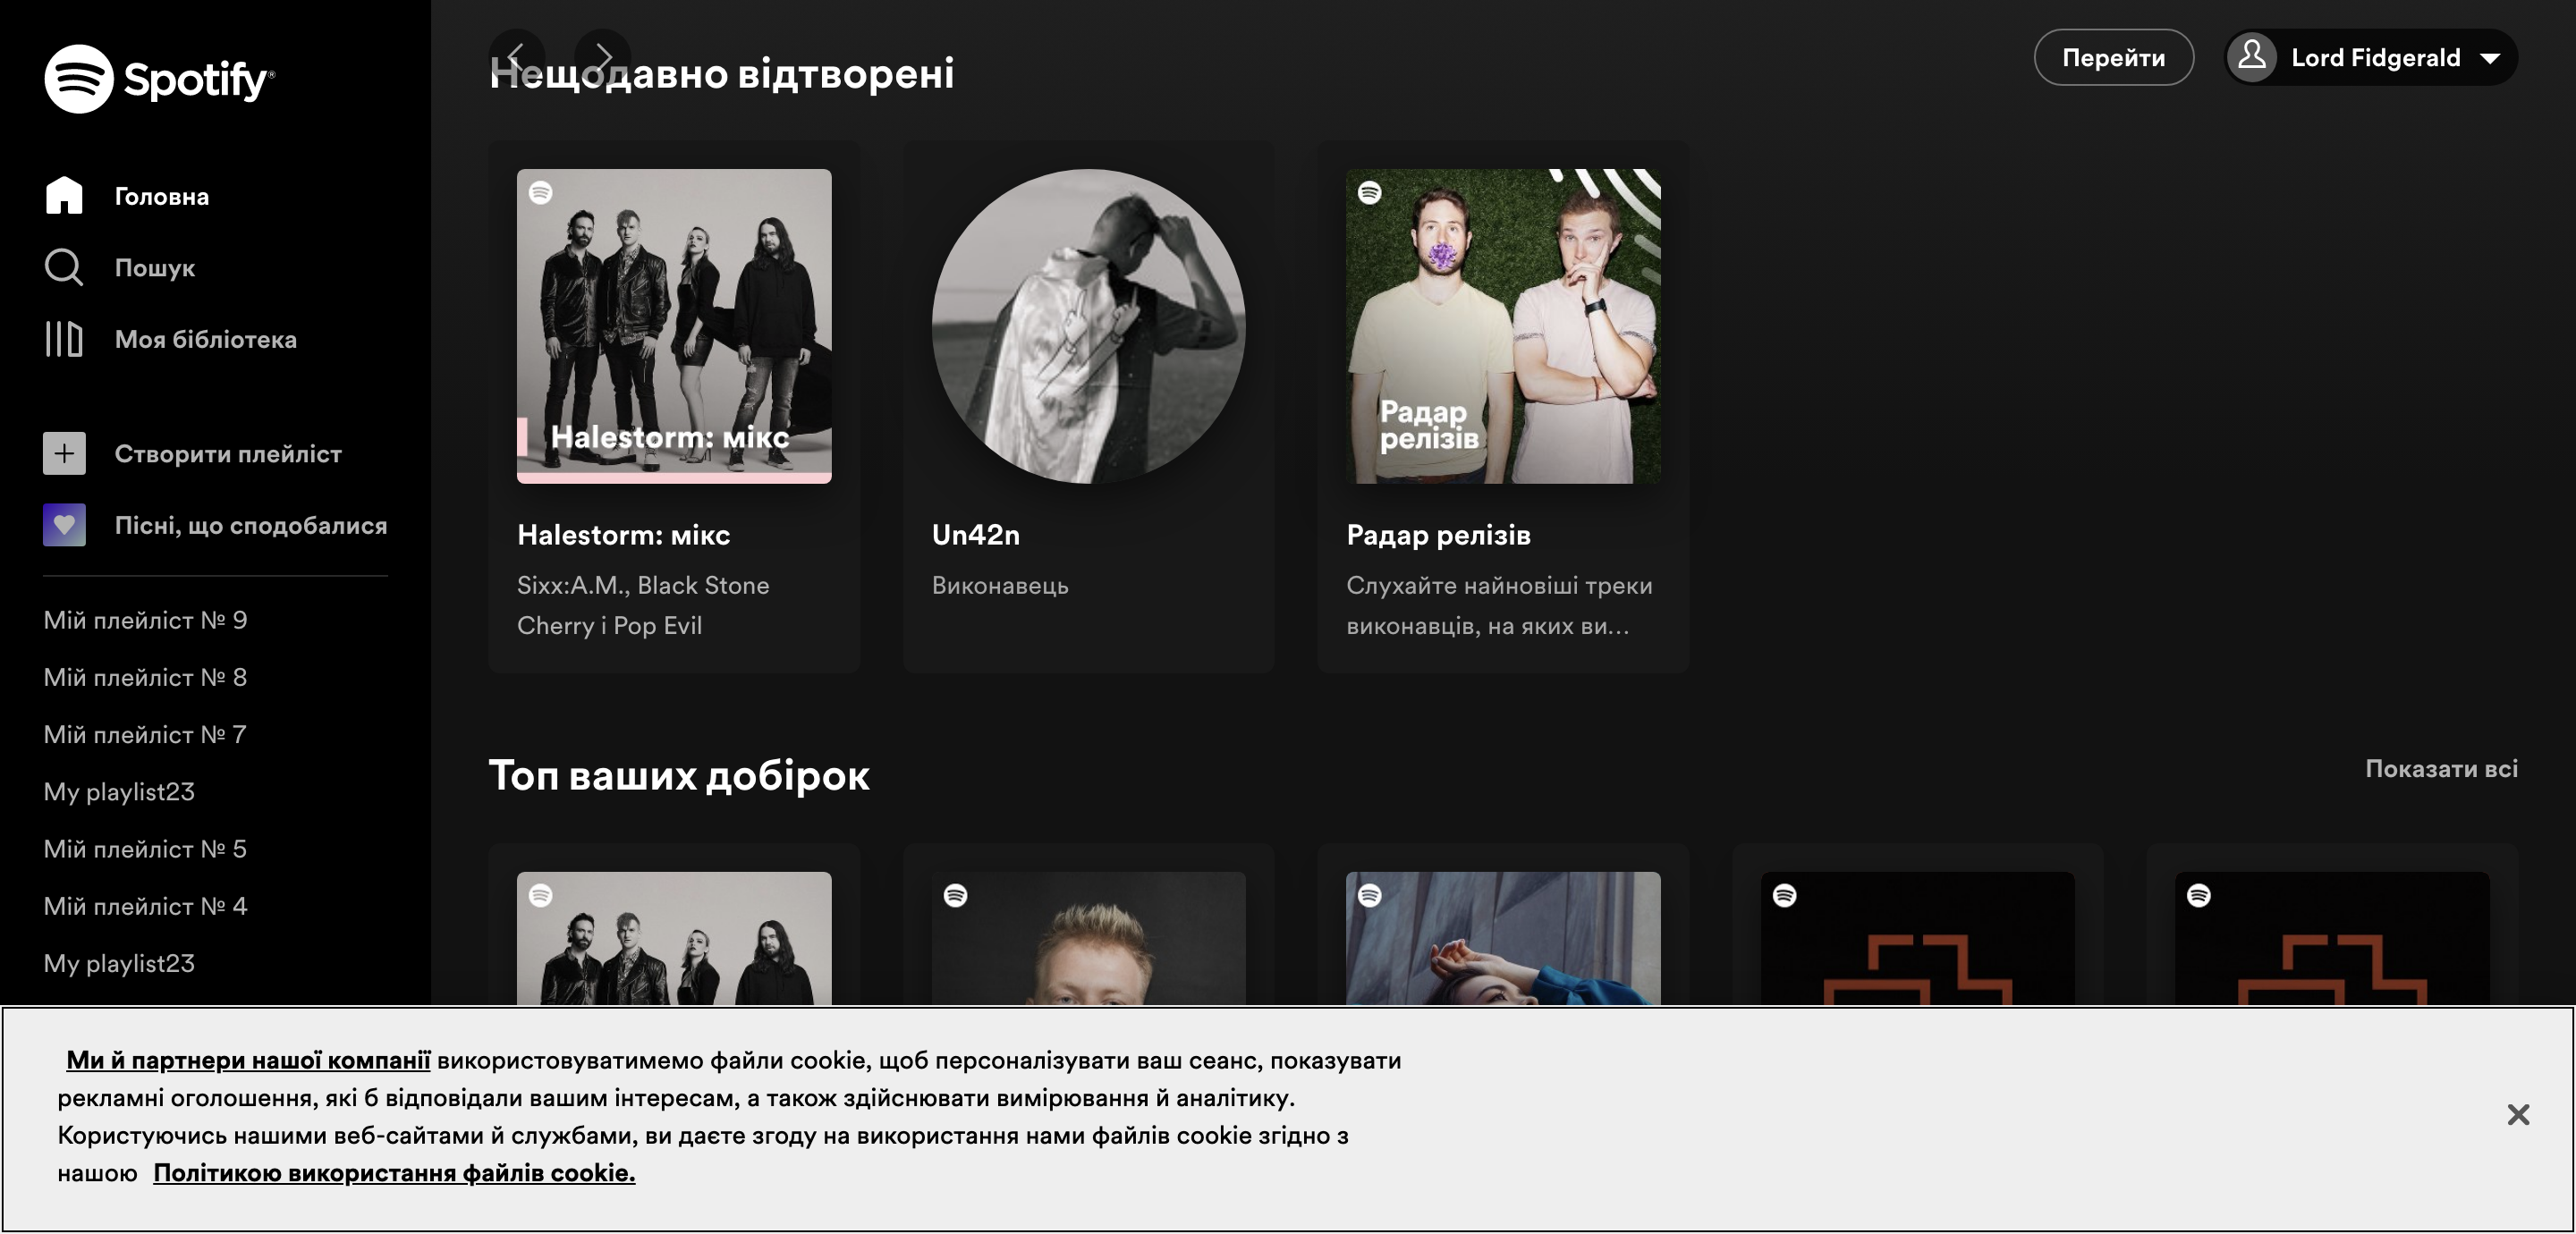 Spotify®
Головна
Пошук
Моя бібліотека
Створити плейліст
Пісні, що сподобалися
Мій плейліст № 9
Мій плейліст № 8
Мій плейліст № 7
My playlist23
Мій плейліст № 5
Мій плейліст № 4
My playlist23
Перейти
Lord Fidgerald
Нещодавно відтворені
Halestorm: мікс
Halestorm: мікс
Sixx:A.M., Black Stone
Cherry і Pop Evil
Un42n
Виконавець
Радар
релізів
Радар релізів
Слухайте найновіші треки
виконавців, на яких ви...
Топ ваших добірок
Показати всі
Ми й партнери нашої компанії використовуватимемо файли cookie, щоб персоналізувати ваш сеанс, показувати
рекламні оголошення, які б відповідали вашим інтересам, а також здійснювати вимірювання й аналітику.
Користуючись нашими веб-сайтами й службами, ви даєте згоду на використання нами файлів cookie згідно з
нашою Політикою використання файлів cookie.